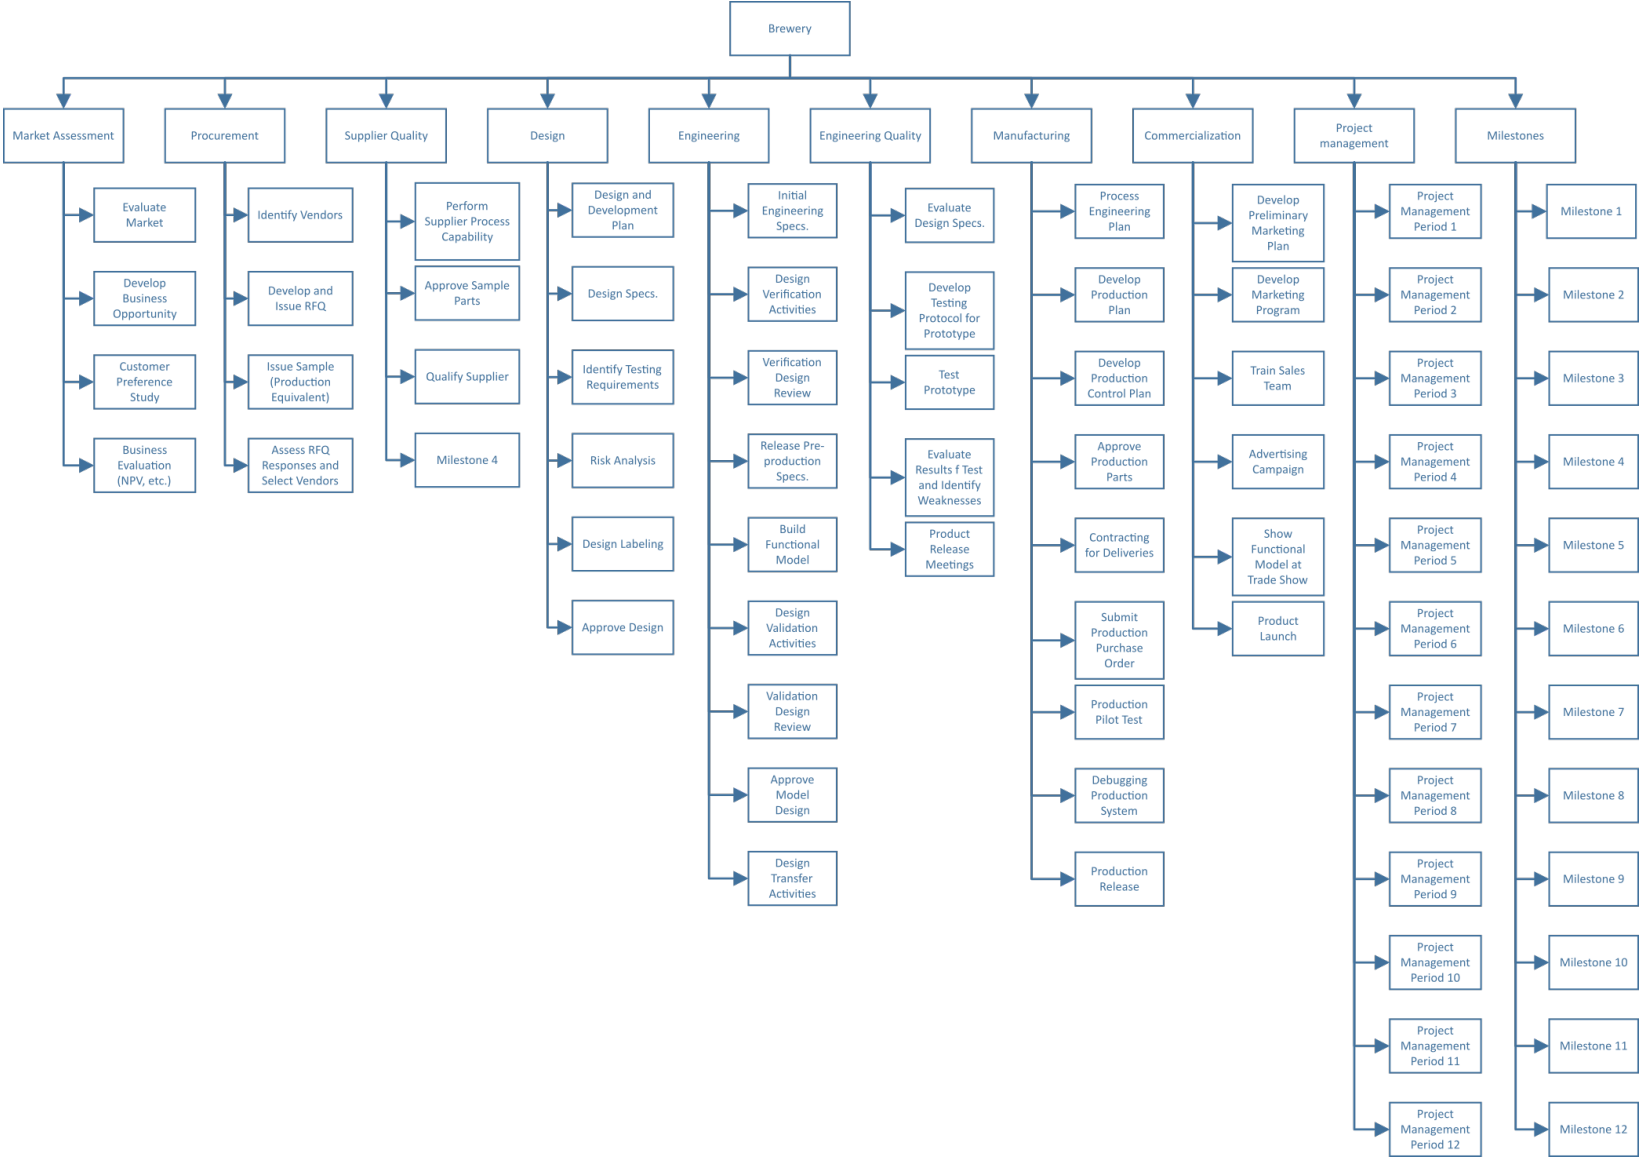 Brewery
Market Assessment
Procurement
Supplier Quality
Design
Engineering
Engineering Quality
Manufacturing
Commercialization
Project
management
Milestones
Evaluate
Market
Develop
Business
Opportunity
Customer
Preference
Study
Business
Evaluation
(NPV, etc.)
Identify Vendors
Develop and
Issue RFQ
Issue Sample
(Production
Equivalent)
Assess RFQ
Responses and
Select Vendors
Perform
Supplier Process
Capability
Approve Sample
Parts
Qualify Supplier
Milestone 4
Design and
Development
Plan
Design Specs.
Identify Testing
Requirements
Risk Analysis
Design Labeling
Approve Design
Initial
Engineering
Specs.
Design
Verification
Activities
Verification
Design
Review
Release Pre-
production
Specs.
Build
Functional
Model
Design
Validation
Activities
Validation
Design
Review
Approve
Model
Design
Design
Transfer
Activities
Evaluate
Design Specs.
Develop
Testing
Protocol for
Prototype
Test
Prototype
Evaluate
Results f Test
and Identify
Weaknesses
Product
Release
Meetings
Process
Engineering
Plan
Develop
Production
Plan
Develop
Production
Control Plan
Approve
Production
Parts
Contracting
for Deliveries
Submit
Production
Purchase
Order
Production
Pilot Test
Debugging
Production
System
Production
Release
Develop
Preliminary
Marketing
Plan
Develop
Marketing
Program
Train Sales
Team
Advertising
Campaign
Show
Functional
Model at
Trade Show
Product
Launch
Project
Management
Period 1
Project
Management
Period 2
Project
Management
Period 3
Project
Management
Period 4
Project
Management
Period 5
Project
Management
Period 6
Project
Management
Period 7
Project
Management
Period 8
Project
Management
Period 9
Project
Management
Period 10
Project
Management
Period 11
Project
Management
Period 12
Milestone 1
Milestone 2
Milestone 3
Milestone 4
Milestone 5
Milestone 6
Milestone 7
Milestone 8
Milestone 9
Milestone 10
Milestone 11
Milestone 12